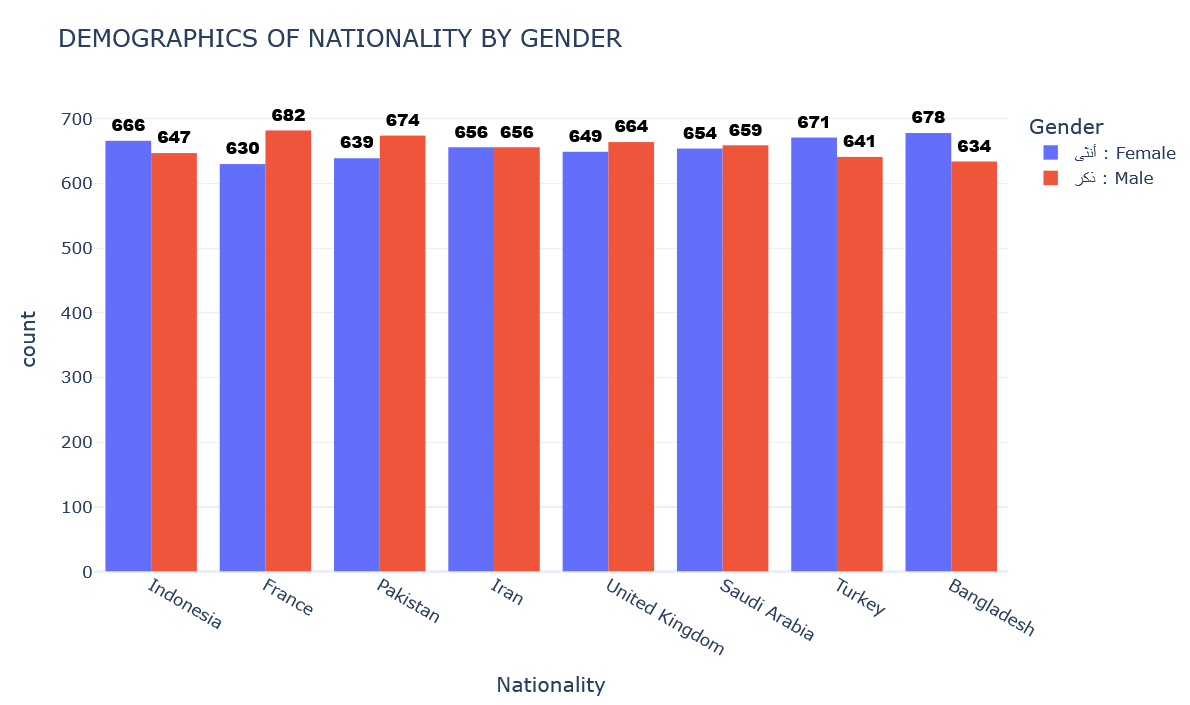 DEMOGRAPHICS OF NATIONALITY BY GENDER
700
600
500
400
300
200
100
0
count
666
647
630
682
639
674
656
656
649
664
654
659
671
641
678
634
Indonesia
France
Pakistan
Iran
United Kingdom
Saudi Arabia
Turkey
Bangladesh
Nationality
Gender
أنثى : Female
ذكر : Male